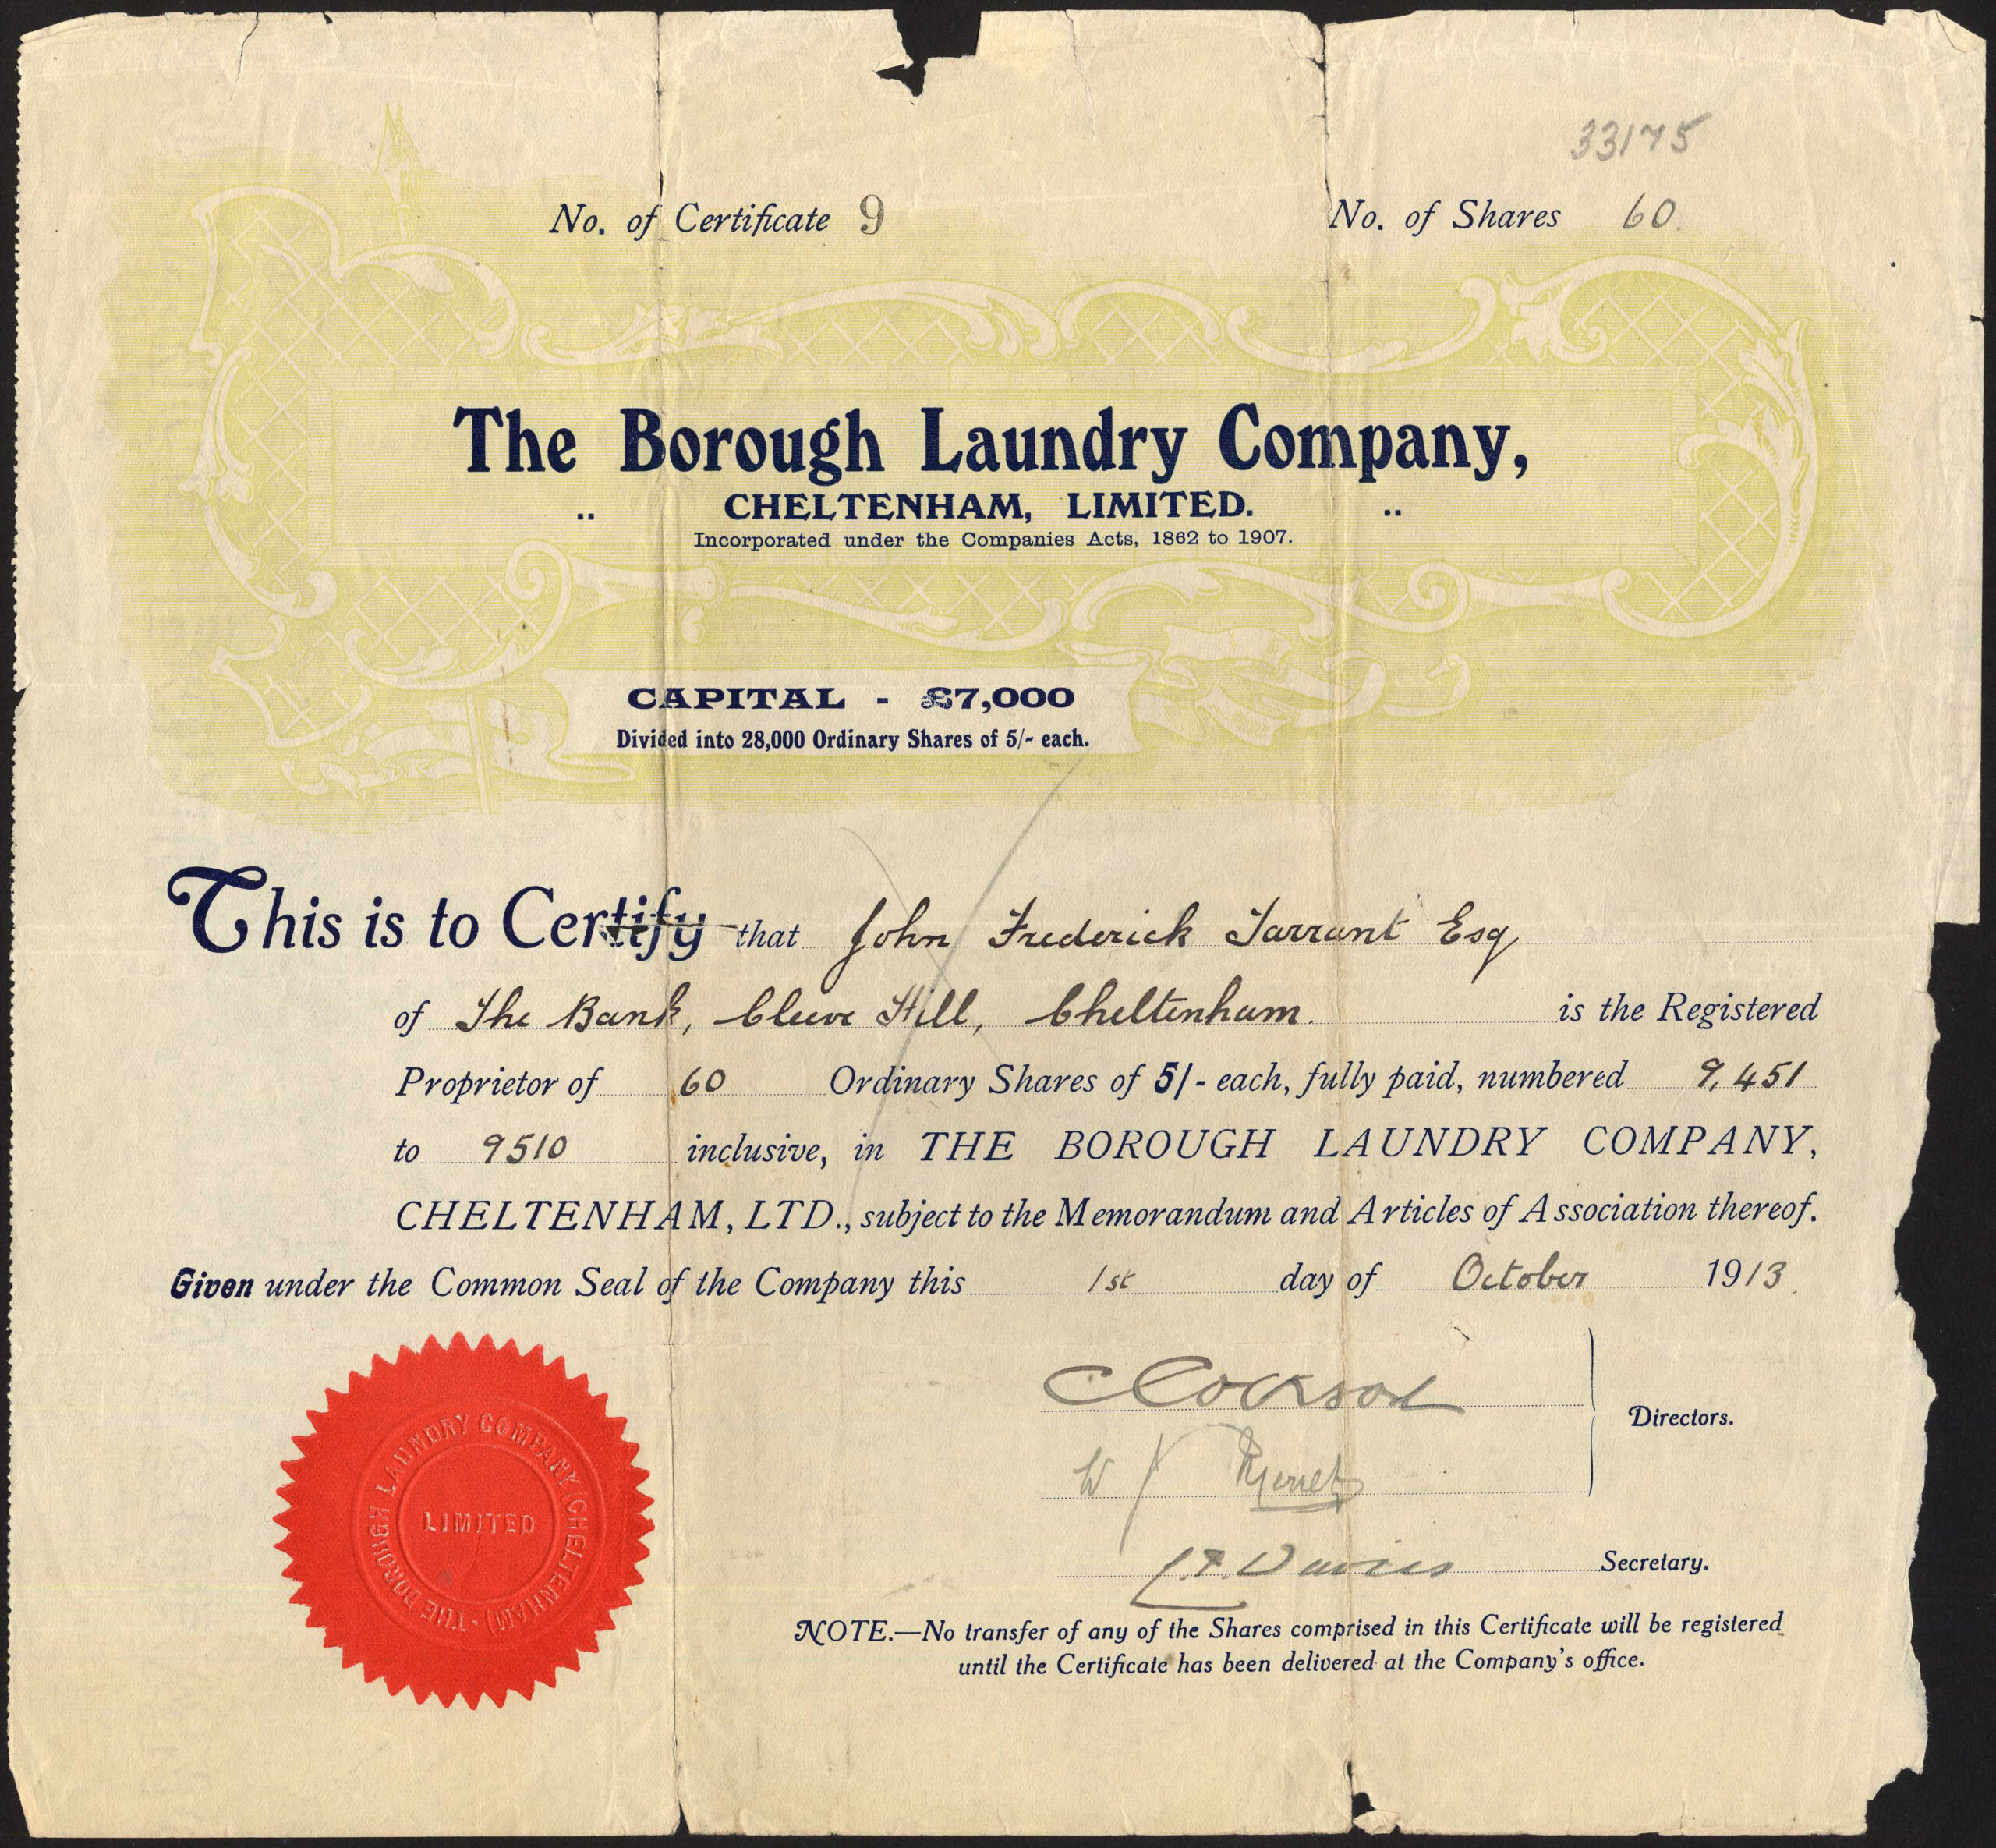 33175
No. of Certificate 9 No. of Shares 60
The Borough Laundry Company,
.. CHELTENHAM, LIMITED. ..
Incorporated under the Companies Acts, 1862 to 1907.
CAPITAL - £7,000
Divided into 28,000 Ordinary Shares of 5/- each.
This is to Certify that John Frederick Tarrant Esq
of The Bank, Cleeve Hill, Cheltenham. is the Registered
Proprietor of 60 Ordinary Shares of 5/- each, fully paid, numbered 9,451
to 9510 inclusive, in THE BOROUGH LAUNDRY COMPANY,
CHELTENHAM, LTD., subject to the Memorandum and Articles of Association thereof.
Given under the Common Seal of the Company this 1st day of October 1913.
Directors.
W
Davies Secretary.
THE BOROUGH LAUNDRY COMPANY (CHELTENHAM)
LIMITED
NOTE.—No transfer of any of the Shares comprised in this Certificate will be registered
until the Certificate has been delivered at the Company's office.